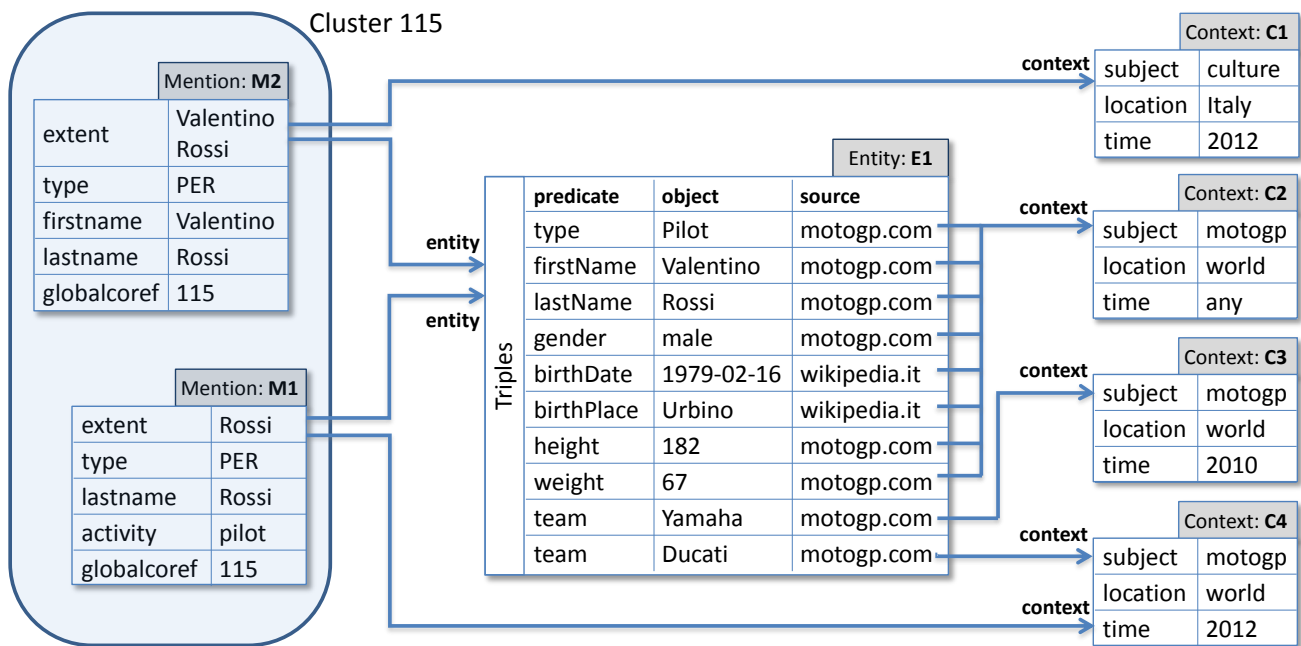 Cluster 115
Mention: M2
extent Valentino
Rossi
type PER
firstname Valentino
lastname Rossi
globalcoref 115
Mention: M1
extent Rossi
type PER
lastname Rossi
activity pilot
globalcoref 115
entity
entity
Entity: E1
Triples
predicate object source
type Pilot motogp.com
firstName Valentino motogp.com
lastName Rossi motogp.com
gender male motogp.com
birthDate 1979-02-16 wikipedia.it
birthPlace Urbino wikipedia.it
height 182 motogp.com
weight 67 motogp.com
team Yamaha motogp.com
team Ducati motogp.com
context
Context: C1
subject culture
location Italy
time 2012
context
Context: C2
subject motogp
location world
time any
context
Context: C3
subject motogp
location world
time 2010
context
Context: C4
subject motogp
location world
context
time 2012